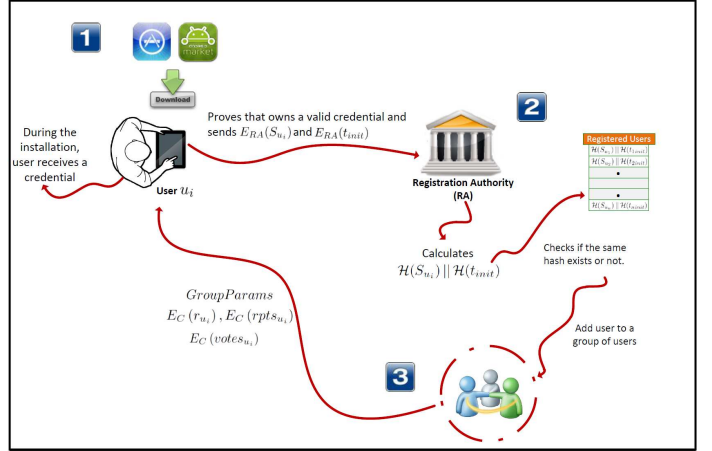 1
market
Download
During the
installation,
user receives a
credential
User u_i
Proves that owns a valid credential and
sends E_{RA}(S_{u_i}) and E_{RA}(t_{init})
2
Registration Authority
(RA)
Registered Users
Calculates
\mathcal{H}(S_{u_i}) || \mathcal{H}(t_{init})
Checks if the same
hash exists or not.
Add user to a
group of users
3
GroupParams
E_C (r_{u_i}) , E_C (rpts_{u_i})
E_C (votes_{u_i})